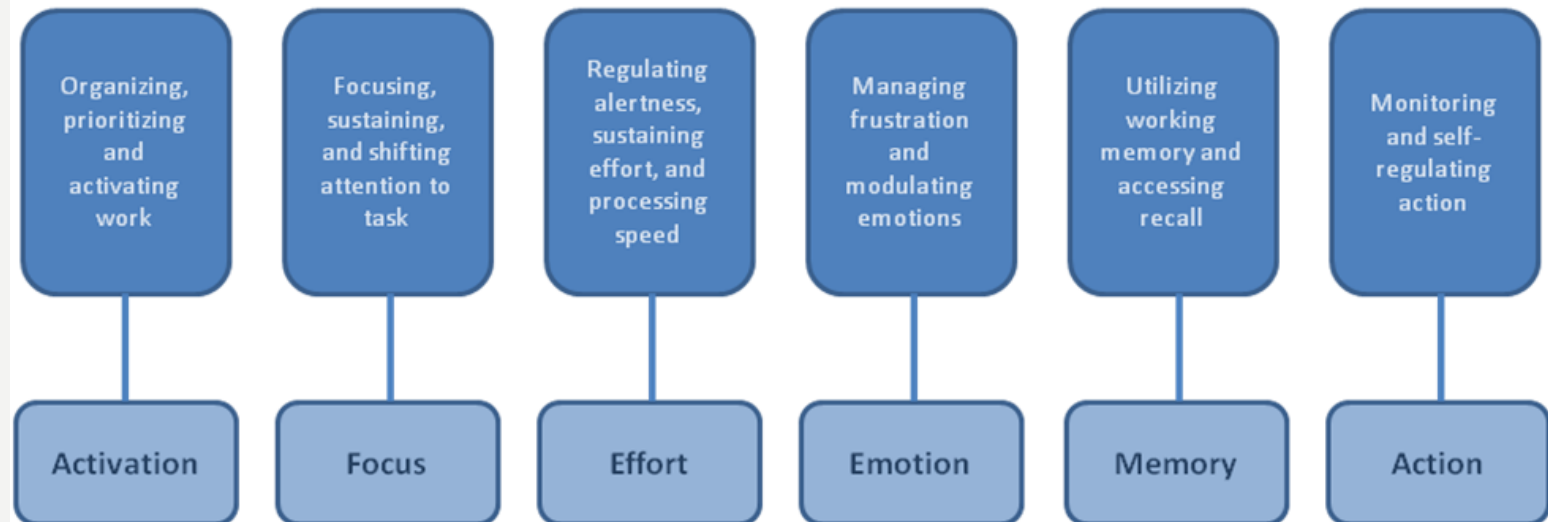 Organizing,
prioritizing
and
activating
work
Focusing,
sustaining,
and shifting
attention to
task
Regulating
alertness,
sustaining
effort, and
processing
speed
Managing
frustration
and
modulating
emotions
Utilizing
working
memory and
accessing
recall
Monitoring
and self-
regulating
action
Activation
Focus
Effort
Emotion
Memory
Action